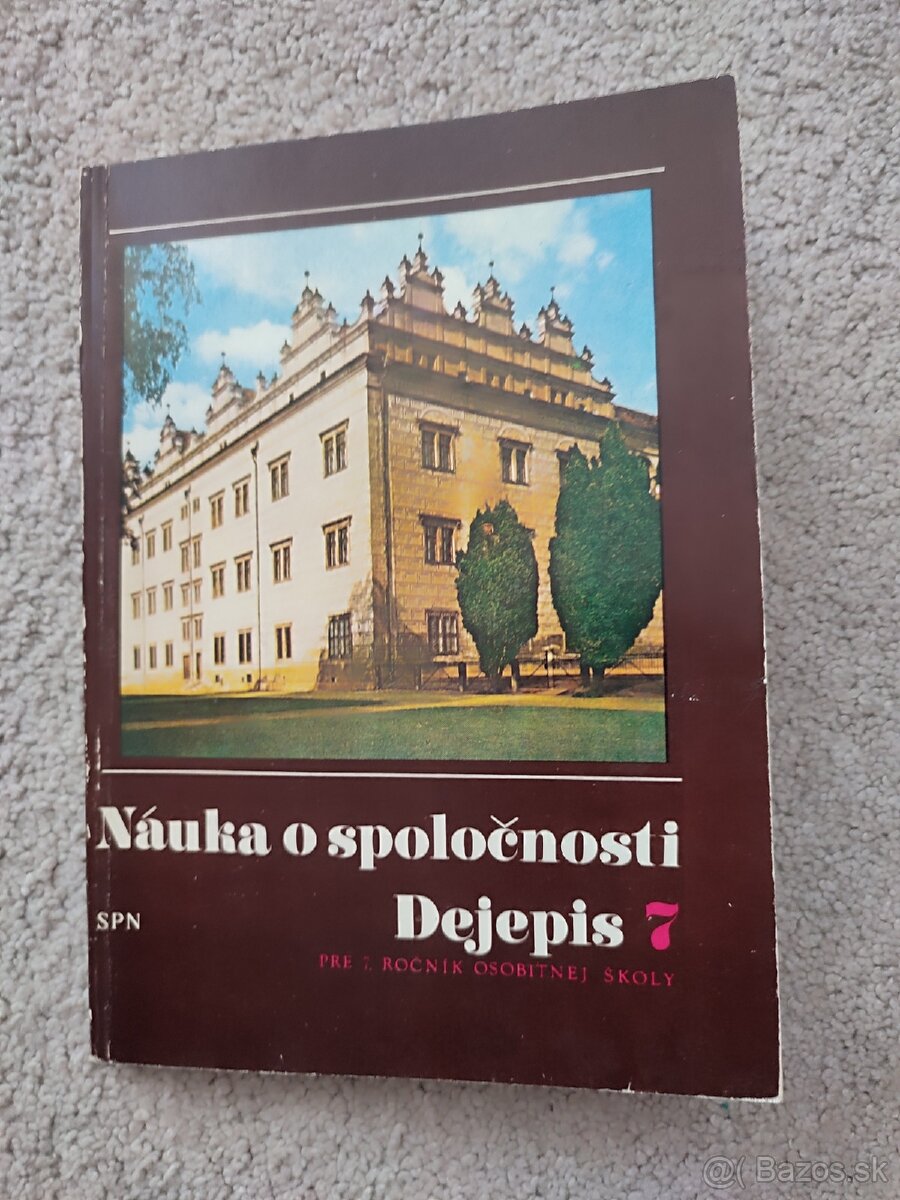 Náuka o spoločnosti
Dejepis 7
SPN
PRE 7. ROČNÍK OSOBITNEJ ŠKOLY
@( Bazos.sk